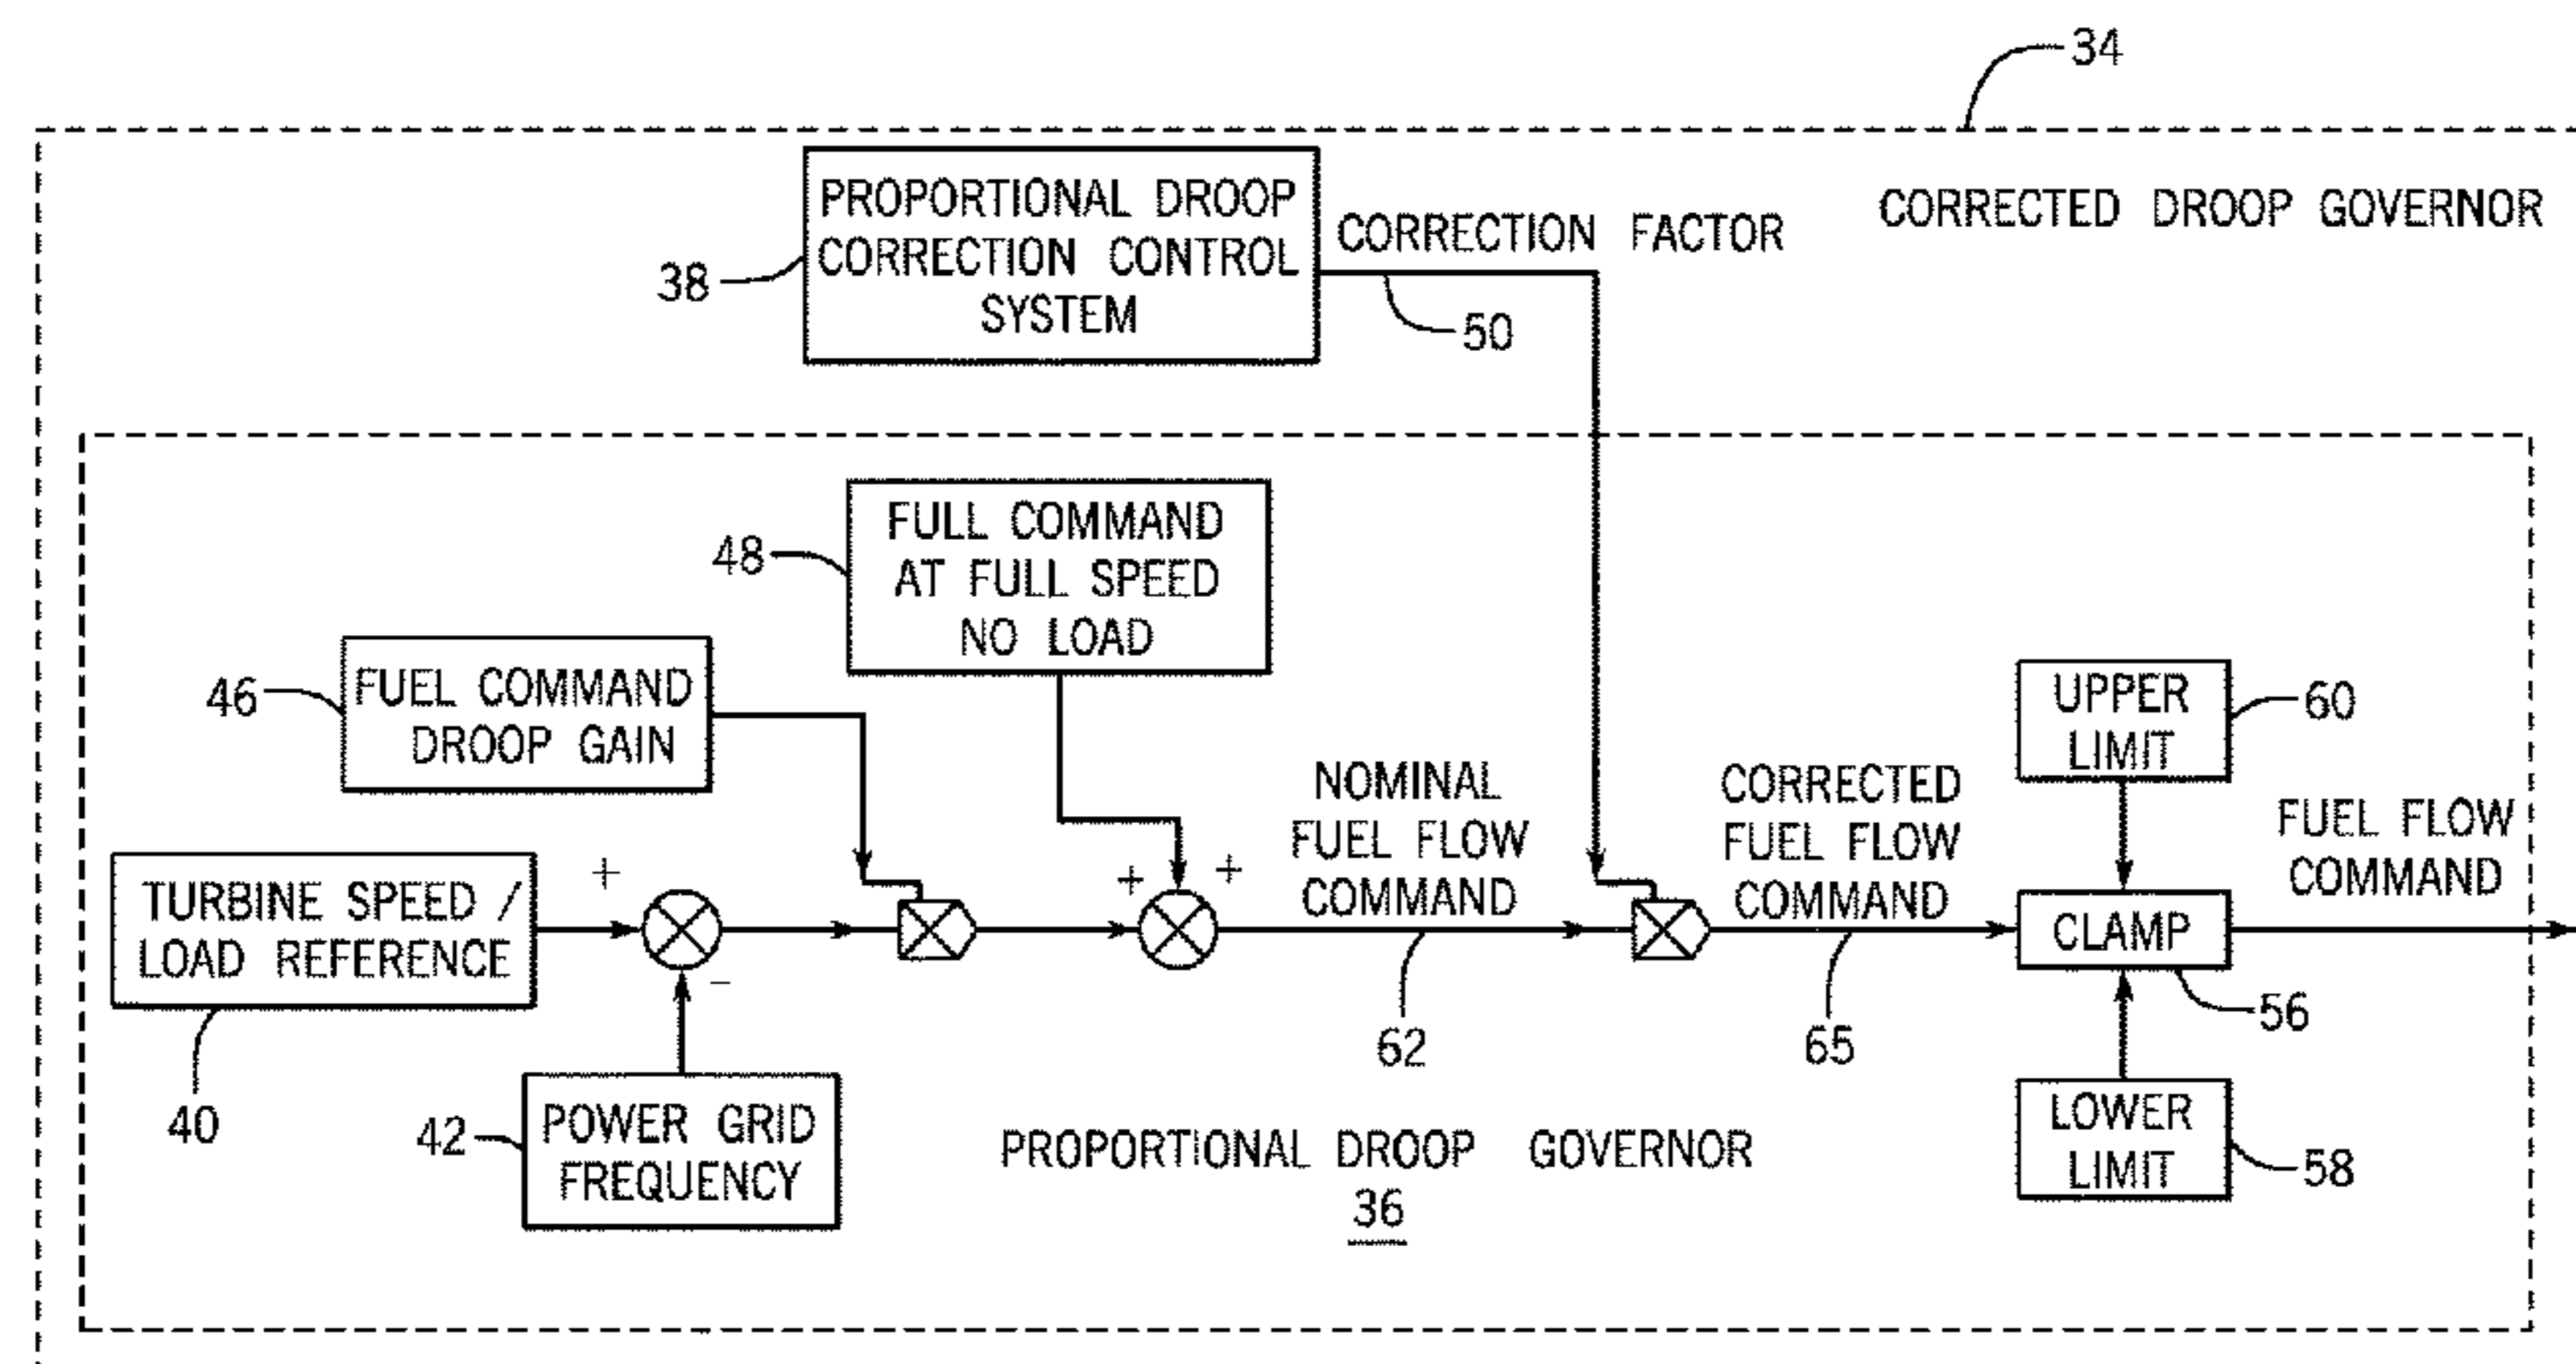 34
PROPORTIONAL DROOP
CORRECTION CONTROL
SYSTEM
38
CORRECTION FACTOR
50
CORRECTED DROOP GOVERNOR
FULL COMMAND
AT FULL SPEED
NO LOAD
48
FUEL COMMAND
DROOP GAIN
46
UPPER
LIMIT
60
NOMINAL
FUEL FLOW
COMMAND
62
CORRECTED
FUEL FLOW
COMMAND
65
FUEL FLOW
COMMAND
TURBINE SPEED /
LOAD REFERENCE
40
+
-
+
+
CLAMP
56
POWER GRID
FREQUENCY
42
LOWER
LIMIT
58
PROPORTIONAL DROOP GOVERNOR
36